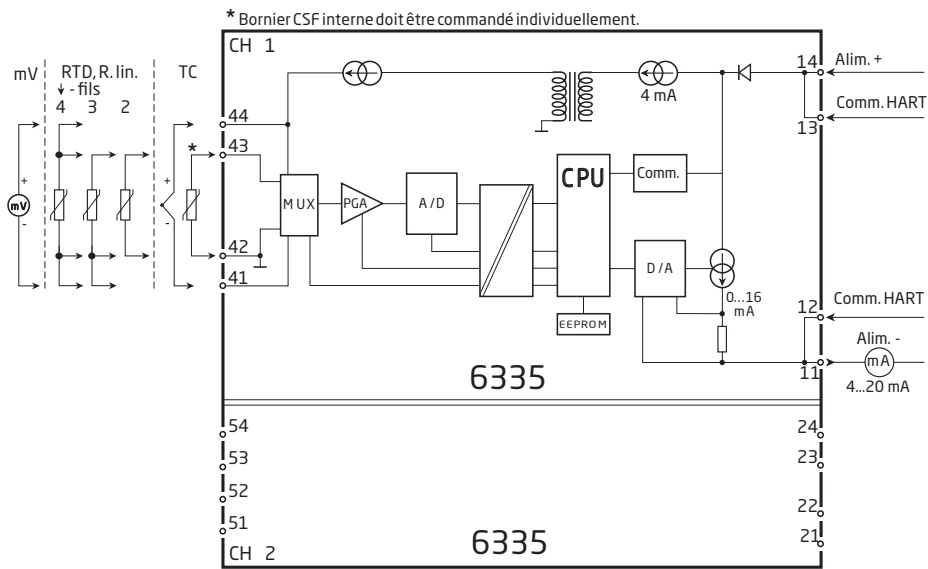 * Bornier CSF interne doit être commandé individuellement.
CH 1
mV
RTD, R. lin.
- fils
4 3 2
TC
*
+
mV
-
+
-
44
43
42
41
MUX
PGA
A/D
CPU
Comm.
D/A
EEPROM
4 mA
0...16
mA
14
Alim. +
Comm. HART
13
12
Comm. HART
Alim. -
mA
11
4...20 mA
6335
54
53
52
51
24
23
22
21
CH 2
6335